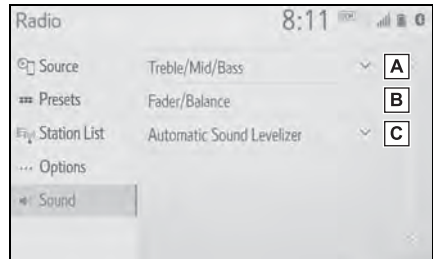 Radio 8:11
Source
Presets
Station List
... Options
Sound
Treble/Mid/Bass A
Fader/Balance B
Automatic Sound Levelizer C